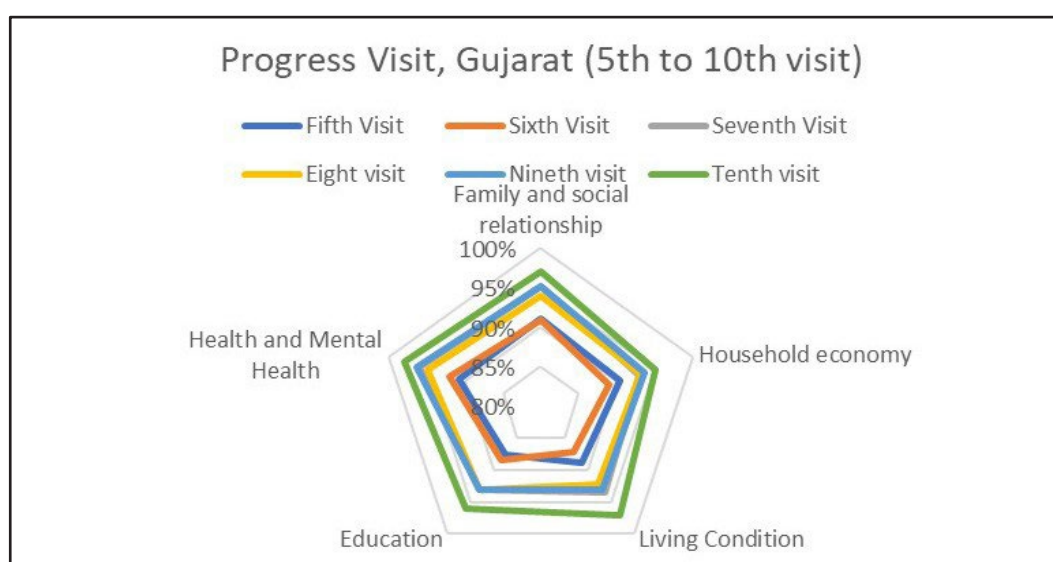 Progress Visit, Gujarat (5th to 10th visit)
Fifth Visit
Sixth Visit
Seventh Visit
Eight visit
Nineth visit
Tenth visit
Family and social
relationship
100%
95%
90%
85%
80%
Health and Mental
Health
Household economy
Education
Living Condition